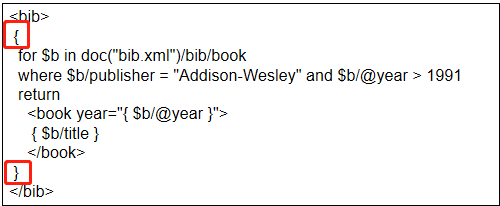 <bib>
{
for $b in doc("bib.xml")/bib/book
where $b/publisher = "Addison-Wesley" and $b/@year > 1991
return
<book year="{ $b/@year }">
{ $b/title }
</book>
}
</bib>